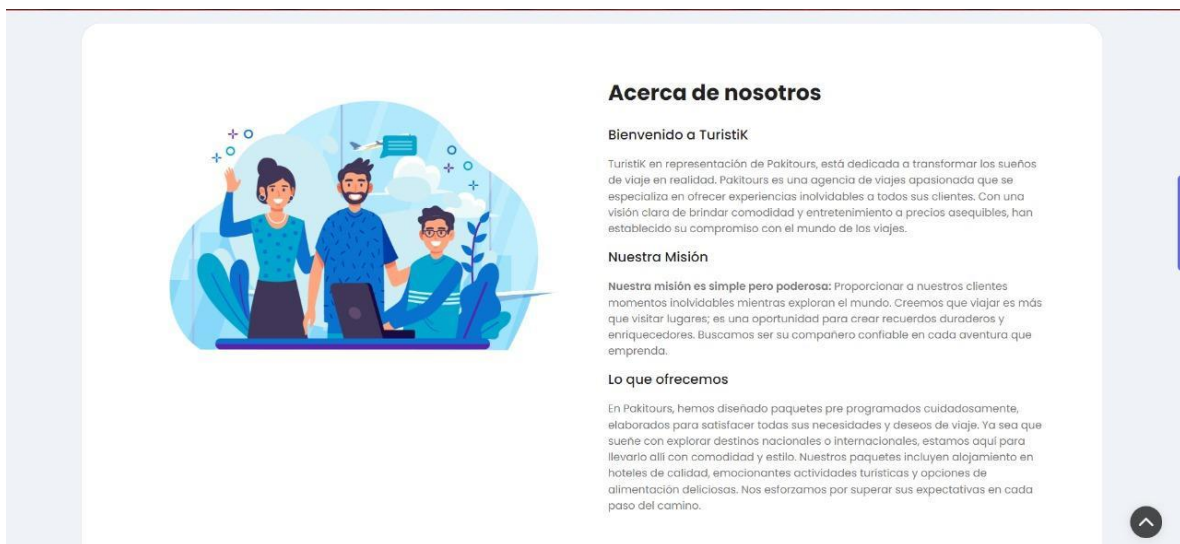 Acerca de nosotros
Bienvenido a TuristiK
TuristiK en representación de Pakitours, está dedicada a transformar los sueños
de viaje en realidad. Pakitours es una agencia de viajes apasionada que se
especializa en ofrecer experiencias inolvidables a todos sus clientes. Con una
visión clara de brindar comodidad y entretenimiento a precios asequibles, han
establecido su compromiso con el mundo de los viajes.
Nuestra Misión
Nuestra misión es simple pero poderosa: Proporcionar a nuestros clientes
momentos inolvidables mientras exploran el mundo. Creemos que viajar es más
que visitar lugares; es una oportunidad para crear recuerdos duraderos y
enriquecedores. Buscamos ser su compañero confiable en cada aventura que
emprenda.
Lo que ofrecemos
En Pakitours, hemos diseñado paquetes pre programados cuidadosamente,
elaborados para satisfacer todas sus necesidades y deseos de viaje. Ya sea que
sueñe con explorar destinos nacionales o internacionales, estamos aquí para
llevarlo allí con comodidad y estilo. Nuestros paquetes incluyen alojamiento en
hoteles de calidad, emocionantes actividades turísticas y opciones de
alimentación deliciosas. Nos esforzamos por superar sus expectativas en cada
paso del camino.